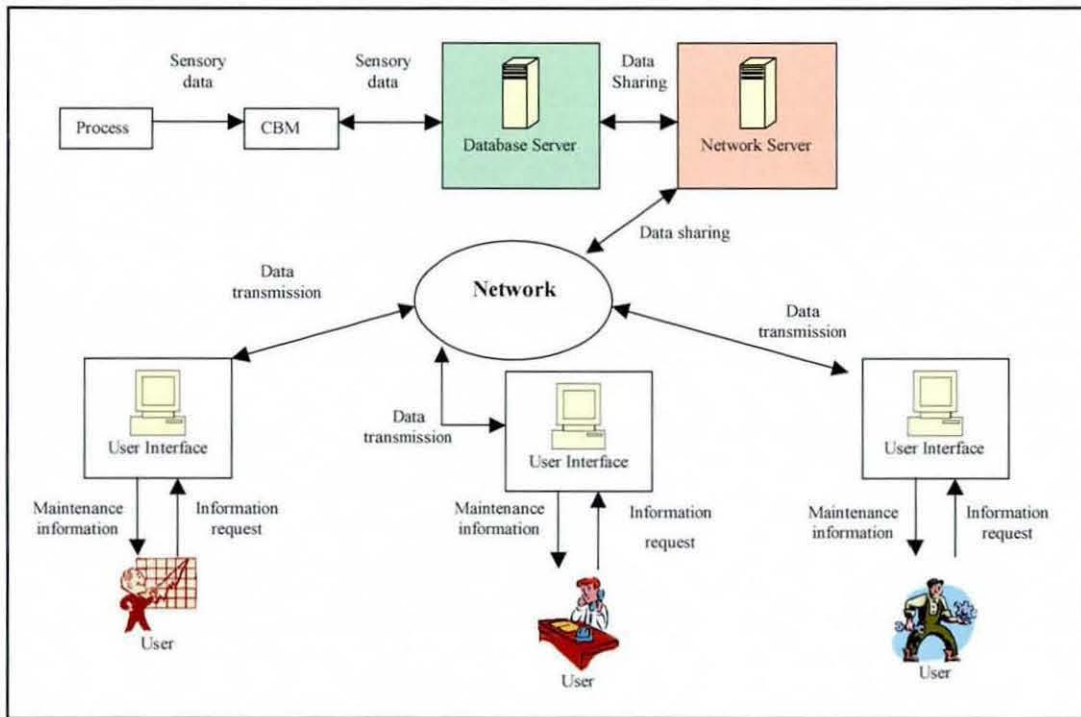 Sensory
data
Sensory
data
Data
Sharing
Process
CBM
Database Server
Network Server
Data sharing
Network
Data
transmission
Data
transmission
Data
transmission
User Interface
User Interface
User Interface
Maintenance
information
Information
request
Maintenance
information
Information
request
Maintenance
information
Information
request
User
User
User